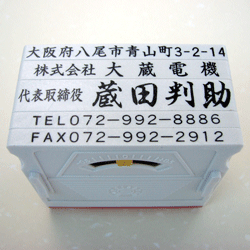 大阪府八尾市青山町3-2-14
株式会社 大蔵電機
代表取締役 蔵田判助
TEL072-992-8886
FAX072-992-2912